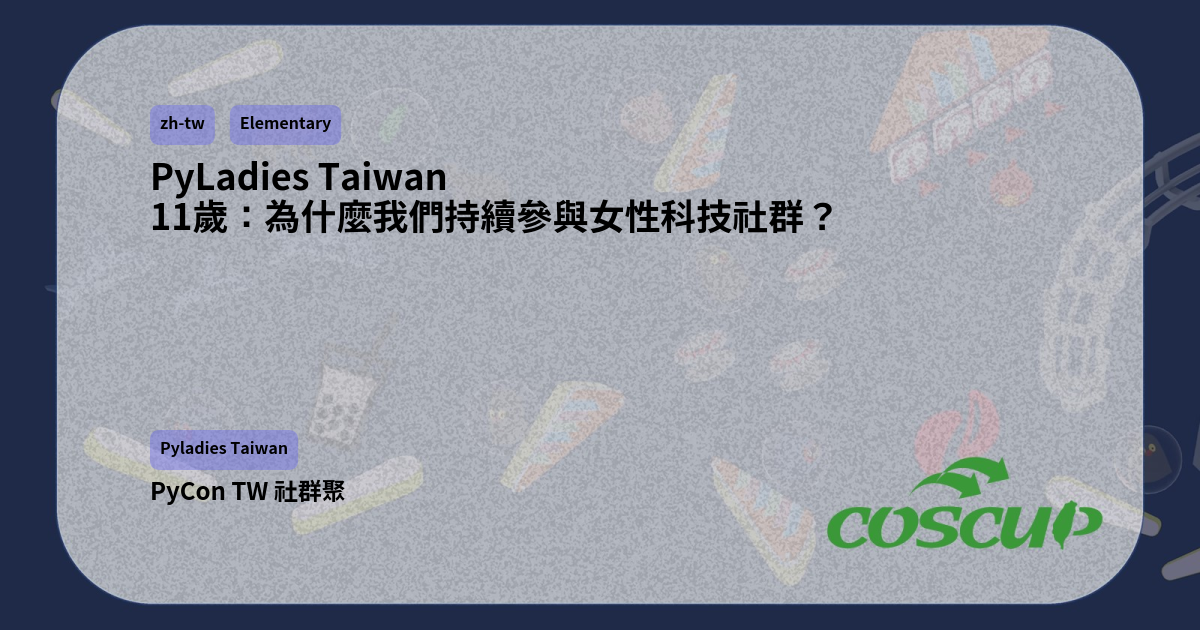 zh-tw Elementary
PyLadies Taiwan
11歲：為什麼我們持續參與女性科技社群？
Pyladies Taiwan
PyCon TW 社群聚
COSCUP